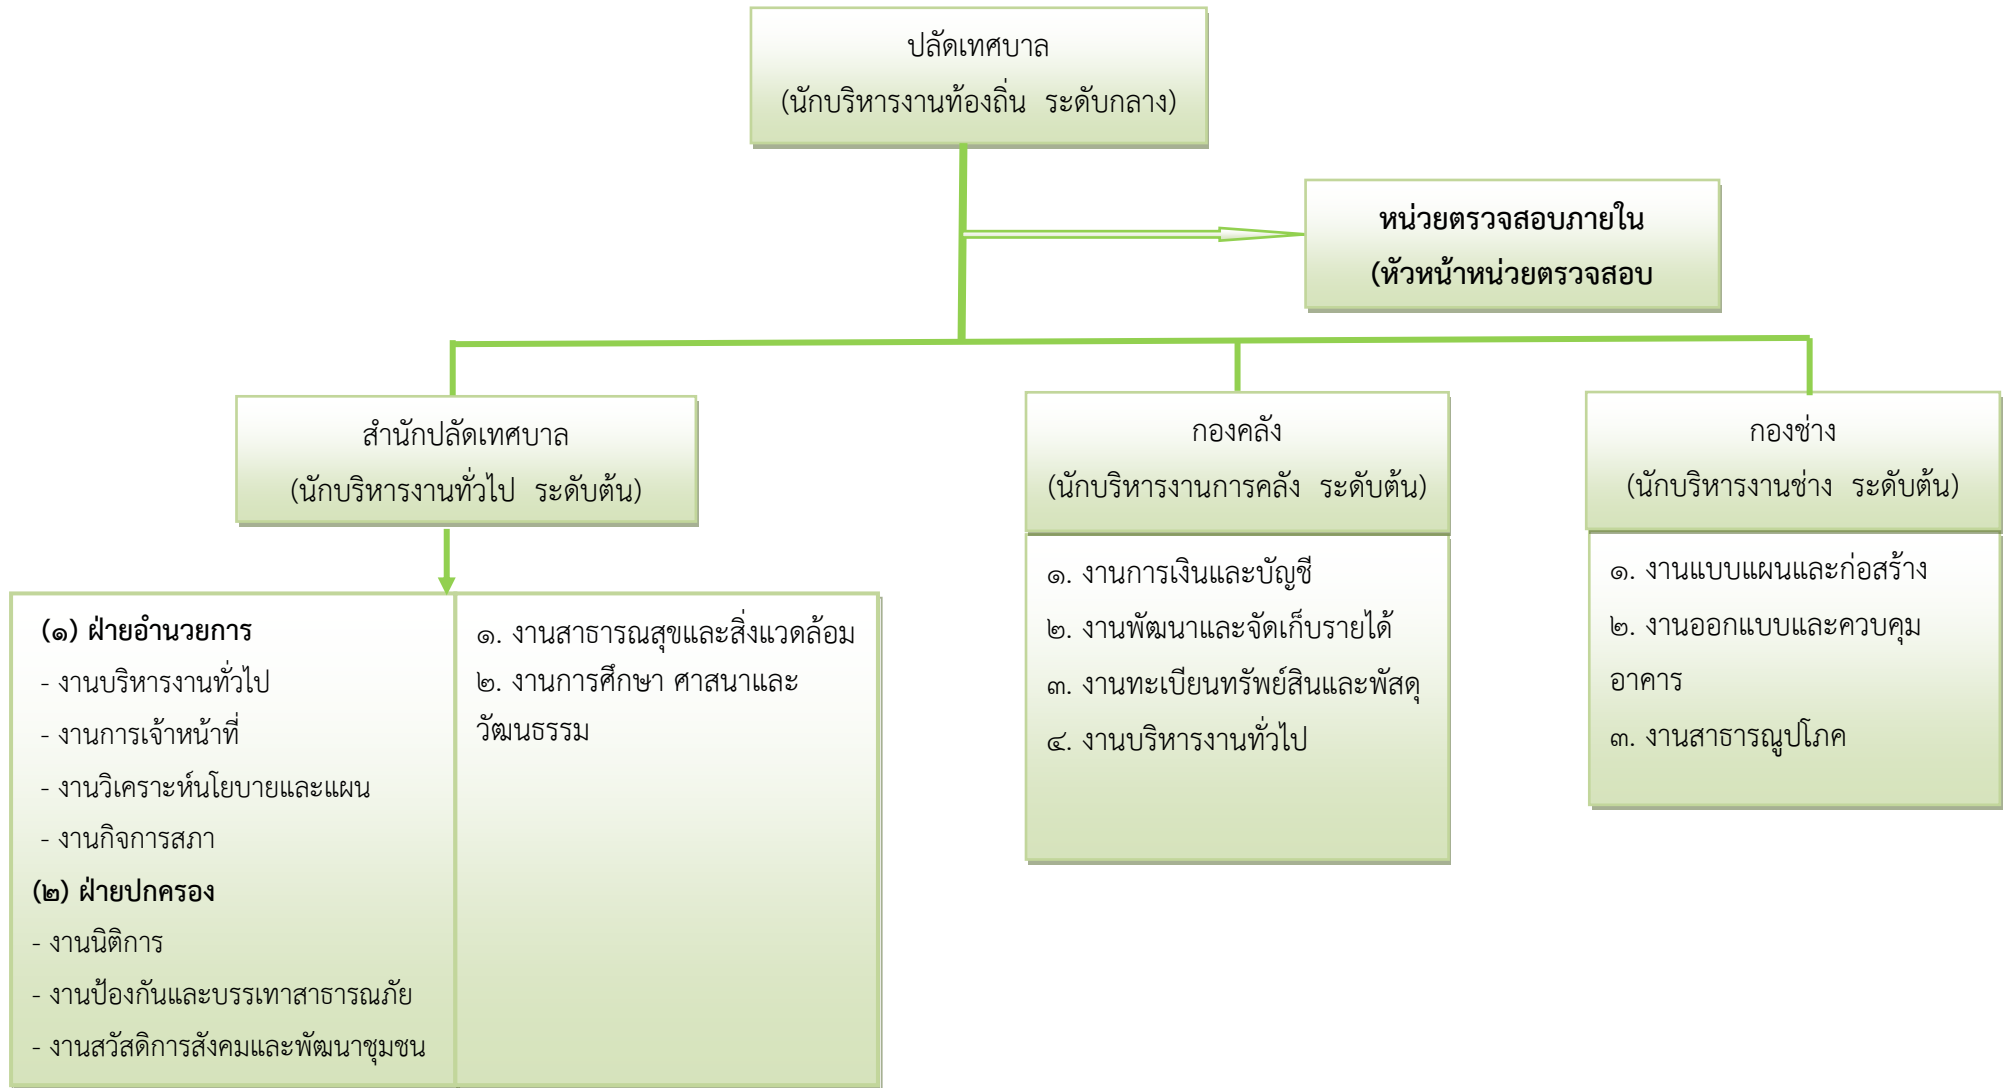 ปลัดเทศบาล
(นักบริหารงานท้องถิ่น ระดับกลาง)
หน่วยตรวจสอบภายใน
(หัวหน้าหน่วยตรวจสอบ
สำนักปลัดเทศบาล
(นักบริหารงานทั่วไป ระดับต้น)
(๑) ฝ่ายอำนวยการ
- งานบริหารงานทั่วไป
- งานการเจ้าหน้าที่
- งานวิเคราะห์นโยบายและแผน
- งานกิจการสภา
(๒) ฝ่ายปกครอง
- งานนิติการ
- งานป้องกันและบรรเทาสาธารณภัย
- งานสวัสดิการสังคมและพัฒนาชุมชน
๑. งานสาธารณสุขและสิ่งแวดล้อม
๒. งานการศึกษา ศาสนาและ
วัฒนธรรม
กองคลัง
(นักบริหารงานการคลัง ระดับต้น)
๑. งานการเงินและบัญชี
๒. งานพัฒนาและจัดเก็บรายได้
๓. งานทะเบียนทรัพย์สินและพัสดุ
๔. งานบริหารงานทั่วไป
กองช่าง
(นักบริหารงานช่าง ระดับต้น)
๑. งานแบบแผนและก่อสร้าง
๒. งานออกแบบและควบคุม
อาคาร
๓. งานสาธารณูปโภค